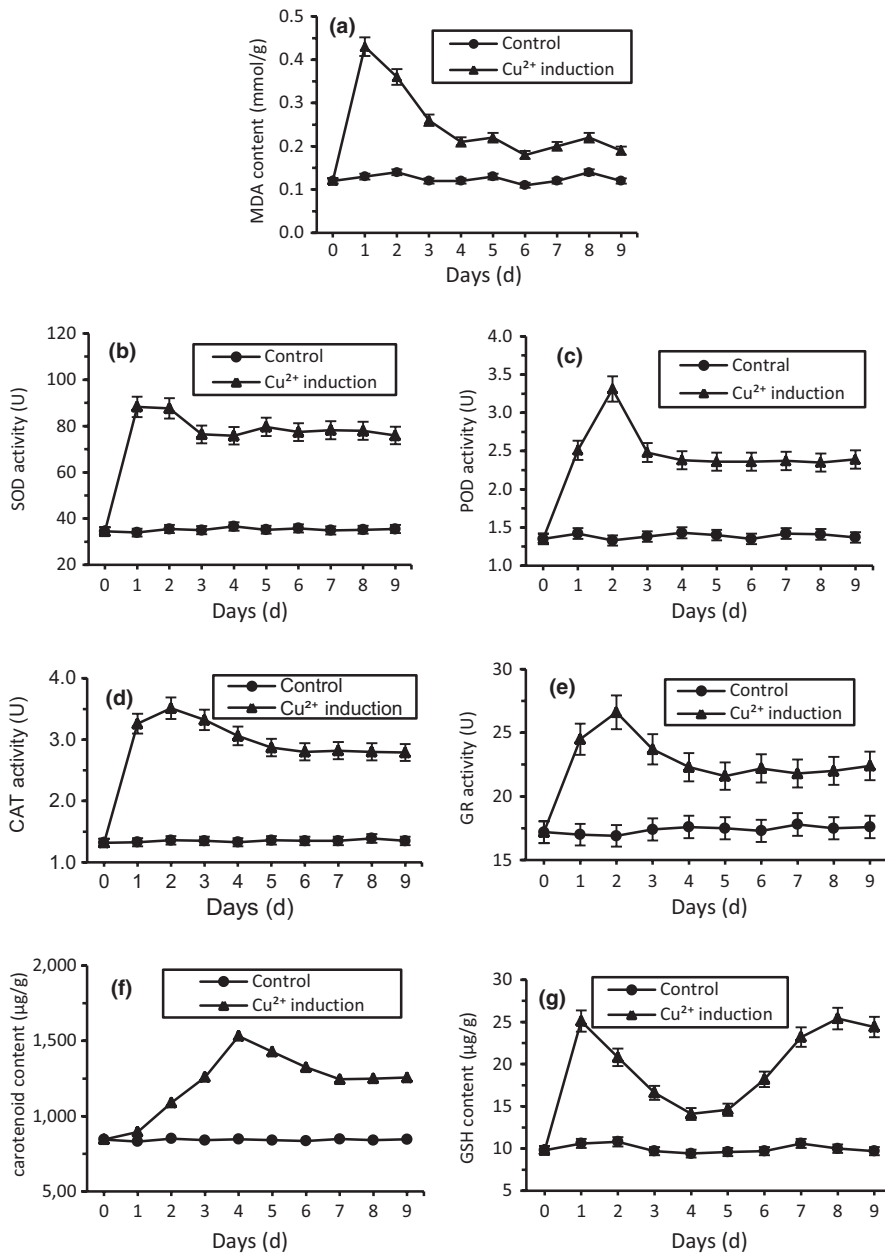 (a)
Control
Cu²⁺ induction
MDA content (mmol/g)
0.5
0.4
0.3
0.2
0.1
0.0
0 1 2 3 4 5 6 7 8 9
Days (d)
(b)
Control
Cu²⁺ induction
SOD activity (U)
120
100
80
60
40
20
0 1 2 3 4 5 6 7 8 9
Days (d)
(c)
Contral
Cu²⁺ induction
POD activity (U)
4.0
3.5
3.0
2.5
2.0
1.5
1.0
0 1 2 3 4 5 6 7 8 9
Days (d)
(d)
Control
Cu²⁺ induction
CAT activity (U)
4.0
3.0
2.0
1.0
0 1 2 3 4 5 6 7 8 9
Days (d)
(e)
Control
Cu²⁺ induction
GR activity (U)
30
25
20
15
0 1 2 3 4 5 6 7 8 9
Days (d)
(f)
Control
Cu²⁺ induction
carotenoid content (µg/g)
2,000
1,500
1,000
5,00
0 1 2 3 4 5 6 7 8 9
Days (d)
(g)
Control
Cu²⁺ induction
GSH content (µg/g)
30
25
20
15
10
5
0 1 2 3 4 5 6 7 8 9
Days (d)